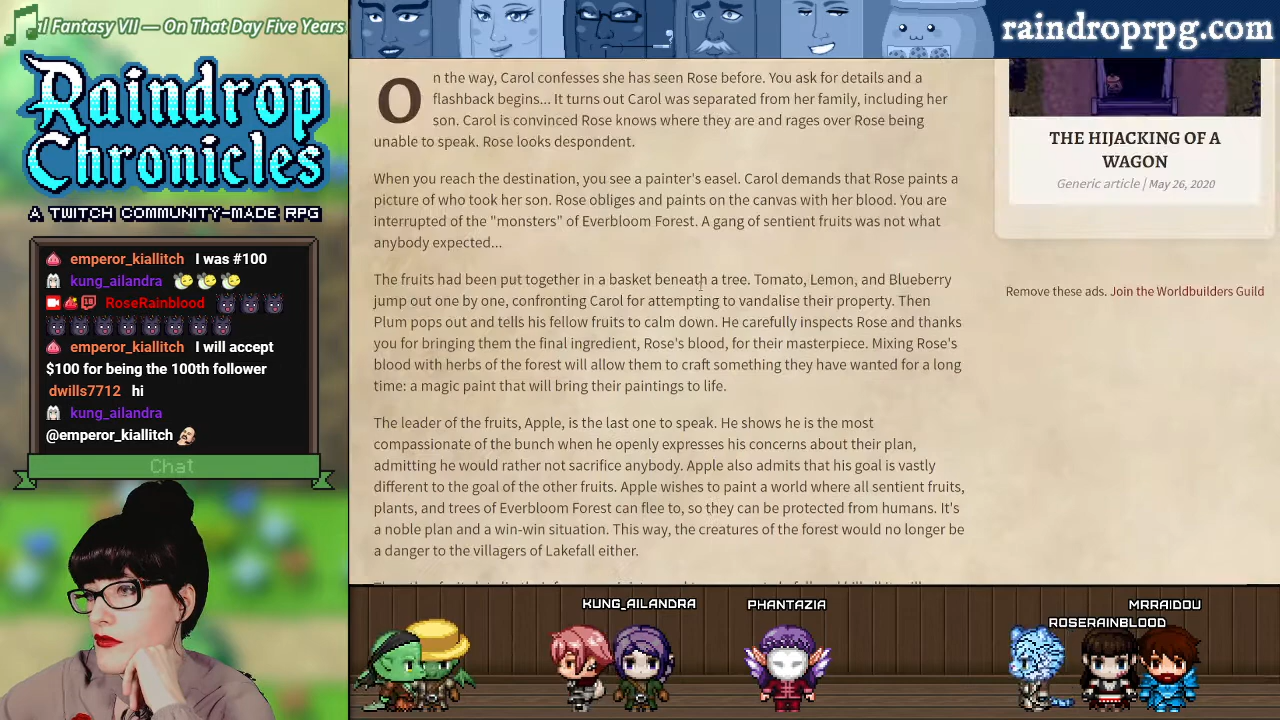 al Fantasy VII — On That Day Five Years
Raindrop
Chronicles
A TWITCH COMMUNITY-MADE RPG
emperor_kiallitch I was #100
kung_ailandra
RoseRainblood
emperor_kiallitch I will accept
$100 for being the 100th follower
dwills7712 hi
kung_ailandra
@emperor_kiallitch
Chat
raindroprpg.com
On the way, Carol confesses she has seen Rose before. You ask for details and a
flashback begins... It turns out Carol was separated from her family, including her
son. Carol is convinced Rose knows where they are and rages over Rose being
unable to speak. Rose looks despondent.
When you reach the destination, you see a painter's easel. Carol demands that Rose paints a
picture of who took her son. Rose obliges and paints on the canvas with her blood. You are
interrupted of the "monsters" of Everbloom Forest. A gang of sentient fruits was not what
anybody expected...
The fruits had been put together in a basket beneath a tree. Tomato, Lemon, and Blueberry
jump out one by one, confronting Carol for attempting to vandalise their property. Then
Plum pops out and tells his fellow fruits to calm down. He carefully inspects Rose and thanks
you for bringing them the final ingredient, Rose's blood, for their masterpiece. Mixing Rose's
blood with herbs of the forest will allow them to craft something they have wanted for a long
time: a magic paint that will bring their paintings to life.
The leader of the fruits, Apple, is the last one to speak. He shows he is the most
compassionate of the bunch when he openly expresses his concerns about their plan,
admitting he would rather not sacrifice anybody. Apple also admits that his goal is vastly
different to the goal of the other fruits. Apple wishes to paint a world where all sentient fruits,
plants, and trees of Everbloom Forest can flee to, so they can be protected from humans. It's
a noble plan and a win-win situation. This way, the creatures of the forest would no longer be
a danger to the villagers of Lakefall either.
THE HIJACKING OF A
WAGON
Generic article | May 26, 2020
Remove these ads. Join the Worldbuilders Guild
KUNG_AILANDRA
PHANTAZIA
MRRAIDOU
ROSERAINBLOOD